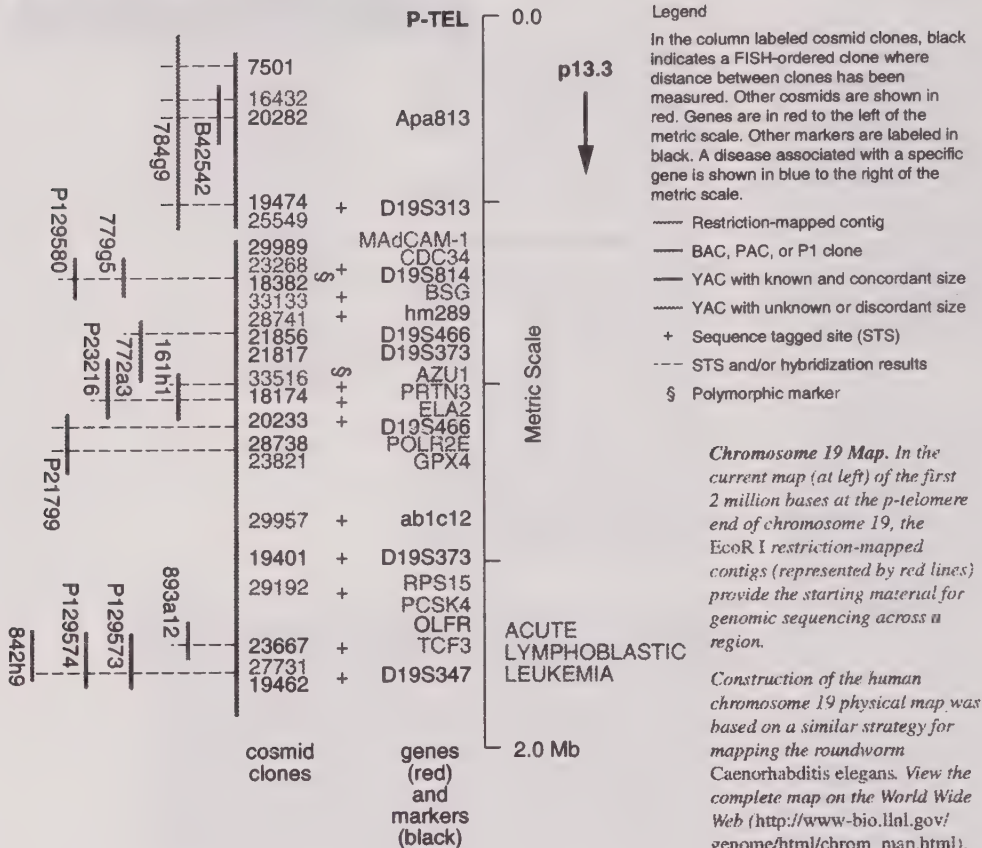 P-TEL
0.0
p13.3
7501
16432
20282
Apa813
784g9
B42542
19474 + D19S313
25549
P129580
779g5
29989 MAdCAM-1
23268 + CDC34
18382 § D19S814
33133 + BSG
28741 + hm289
21856 D19S466
21817 D19S373
P23216
772a3
161h1
33516 § AZU1
18174 + PRTN3
+ ELA2
20233 + D19S466
28738 POLR2E
23821 GPX4
P21799
29957 + ab1c12
19401 + D19S373
29192 + RPS15
PCSK4
OLFR
842h9
P129574
P129573
893a12
23667 + TCF3
27731
19462 + D19S347
ACUTE
LYMPHOBLASTIC
LEUKEMIA
Metric Scale
2.0 Mb
cosmid
clones
genes
(red)
and
markers
(black)
Legend
In the column labeled cosmid clones, black
indicates a FISH-ordered clone where
distance between clones has been
measured. Other cosmids are shown in
red. Genes are in red to the left of the
metric scale. Other markers are labeled in
black. A disease associated with a specific
gene is shown in blue to the right of the
metric scale.
Restriction-mapped contig
BAC, PAC, or P1 clone
YAC with known and concordant size
YAC with unknown or discordant size
+ Sequence tagged site (STS)
--- STS and/or hybridization results
§ Polymorphic marker
Chromosome 19 Map. In the
current map (at left) of the first
2 million bases at the p-telomere
end of chromosome 19, the
EcoR I restriction-mapped
contigs (represented by red lines)
provide the starting material for
genomic sequencing across a
region.
Construction of the human
chromosome 19 physical map was
based on a similar strategy for
mapping the roundworm
Caenorhabditis elegans. View the
complete map on the World Wide
Web (http://www-bio.llnl.gov/
genome/html/chrom_map.html).